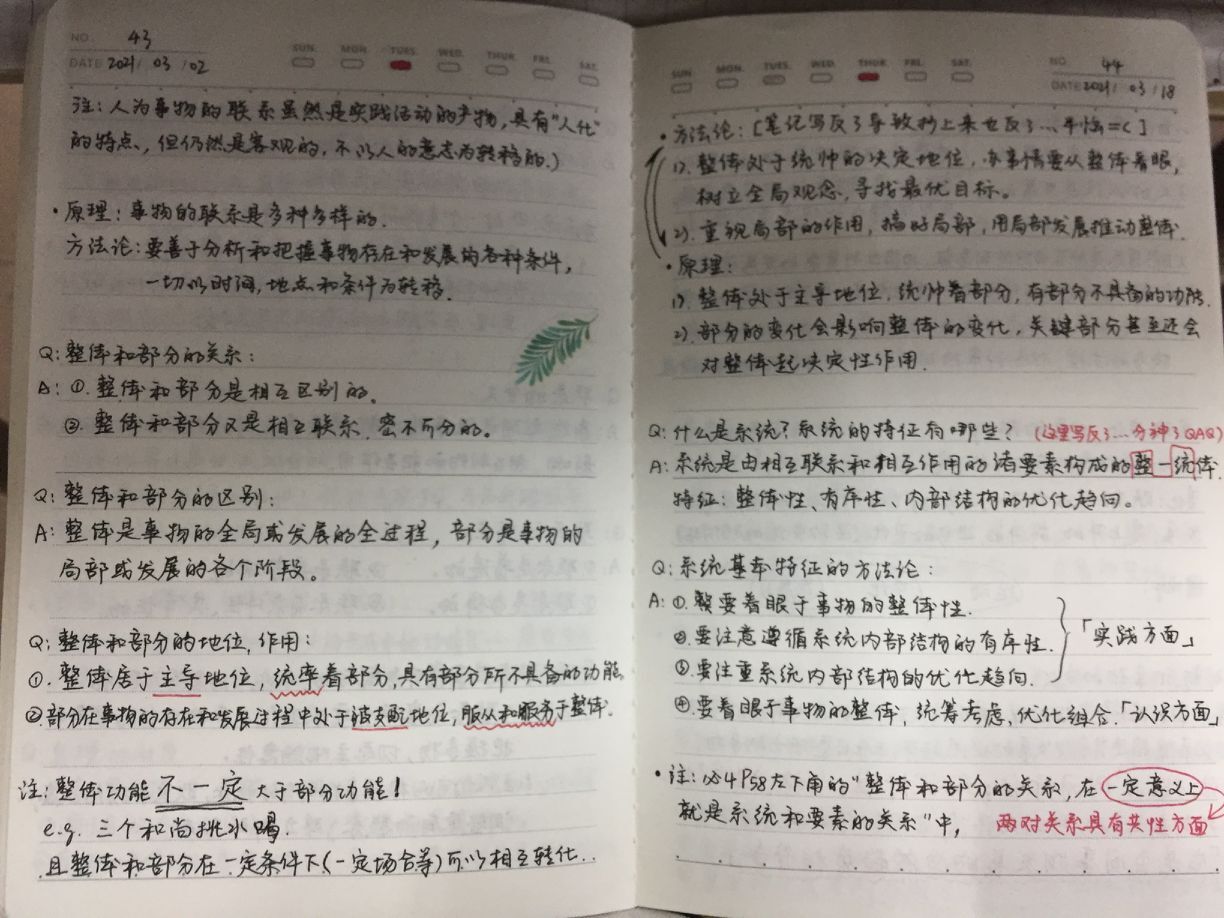 NO. 43
SUN. MON. TUES. WED. THUR. FRI. SAT.
DATE 2021 / 03 / 02
注：人为事物的联系虽然是实践活动的产物，具有“人化”
的特点，但仍然是客观的，不以人的意志为转移的.）
·原理：事物的联系是多种多样的.
方法论：要善于分析和把握事物存在和发展的各种条件，
一切以时间，地点和条件为转移.
Q：整体和部分的关系：
A：①.整体和部分是相互区别的。
②.整体和部分又是相互联系.密不可分的。
Q：整体和部分的区别：
A：整体是事物的全局或发展的全过程，部分是事物的
局部或发展的各个阶段。
Q：整体和部分的地位，作用：
①.整体居于主导地位，统率着部分，具有部分所不具备的功能
②部分在事物的存在和发展过程中处于被支配地位，服从和服务于整体.
注：整体功能不一定大于部分功能！
e.g. 三个和尚挑水喝.
且整体和部分在一定条件下（一定场合等）可以相互转化..
SUN. MON. TUES. WED. THUR. FRI. SAT.
NO. 44
DATE 2021 / 03 / 18
·方法论：[笔记写反了导致抄上来也反了...年恼=C]
1).整体处于统帅的决定地位，办事情要从整体着眼，
树立全局观念，寻找最优目标。
2).重视局部的作用，搞好局部，用局部发展推动整体.
·原理：
1).整体处于主导地位，统帅着部分，有部分不具备的功能.
2).部分的变化会影响整体的变化，关键部分甚至还会
对整体起决定性作用.
Q：什么是系统？系统的特征有哪些？（这里写反了...分神了QAQ）
A：系统是由相互联系和相互作用的诸要素构成的整一统体.
特征：整体性、有序性、内部结构的优化趋向。
Q：系统基本特征的方法论：
A：①.要着眼于事物的整体性.
②.要注意遵循系统内部结构的有序性.
「实践方面」
③.要注重系统内部结构的优化趋向.
④.要着眼于事物的整体，统筹考虑，优化组合.「认识方面」
·注：必4P58左下角的“整体和部分的关系，在一定意义上
就是系统和要素的关系”中， 两对关系具有共性方面